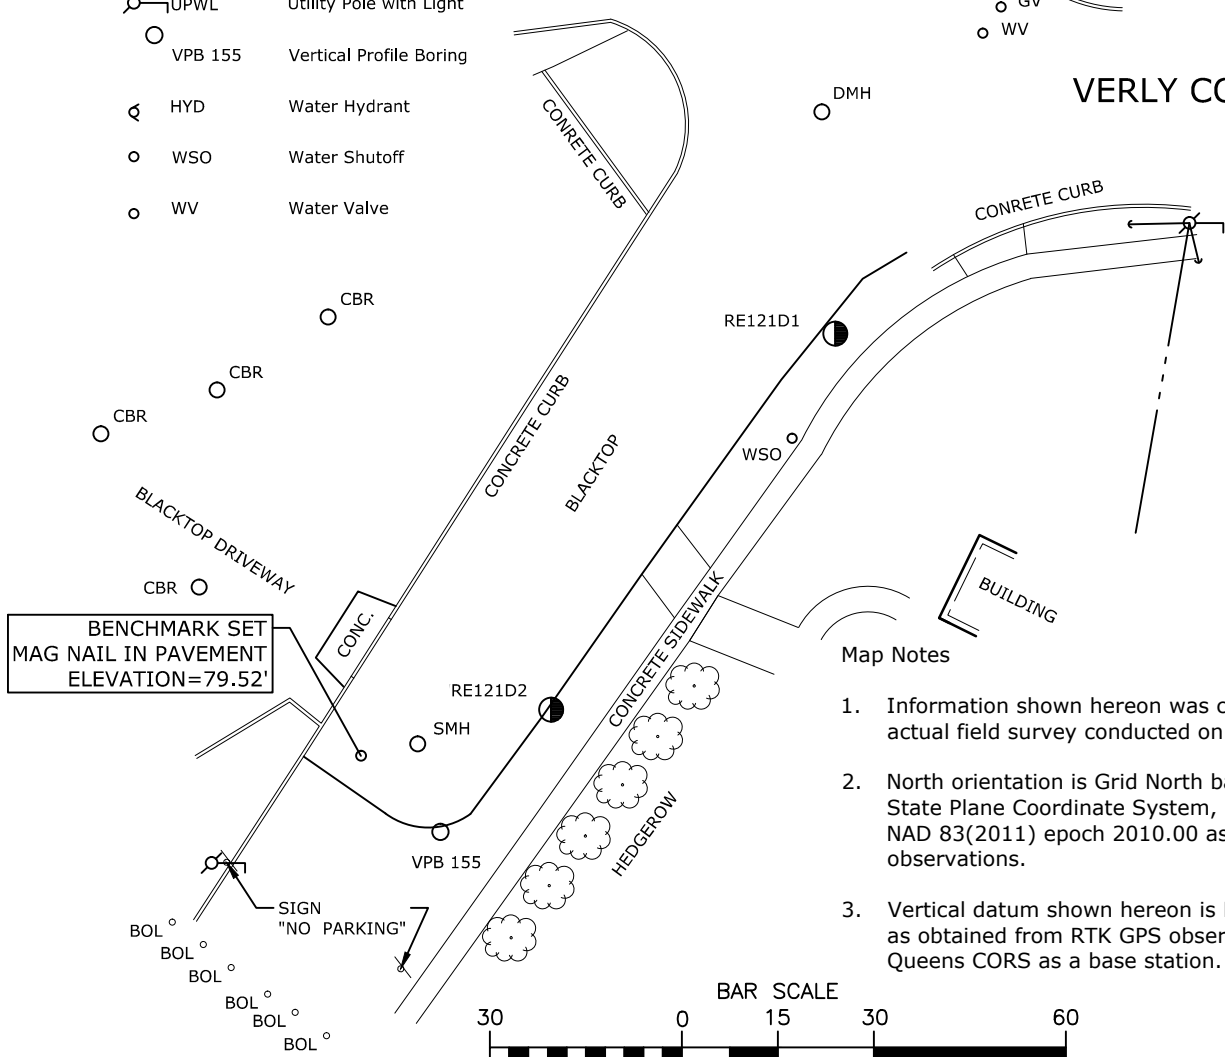 UPWL Utility Pole with Light
VPB 155 Vertical Profile Boring
HYD Water Hydrant
WSO Water Shutoff
WV Water Valve
GV
WV
DMH
VERLY CO
CONRETE CURB
CONRETE CURB
CBR
CBR
CBR
RE121D1
CONCRETE CURB
BLACKTOP
WSO
BLACKTOP DRIVEWAY
CBR
BENCHMARK SET
MAG NAIL IN PAVEMENT
ELEVATION=79.52'
CONC.
CONCRETE SIDEWALK
BUILDING
RE121D2
SMH
VPB 155
HEDGEROW
SIGN
"NO PARKING"
BOL
BOL
BOL
BOL
BOL
BOL
Map Notes
1. Information shown hereon was
actual field survey conducted on
2. North orientation is Grid North
State Plane Coordinate System,
NAD 83(2011) epoch 2010.00 as
observations.
3. Vertical datum shown hereon is
as obtained from RTK GPS obser
Queens CORS as a base station.
BAR SCALE
30 0 15 30 60